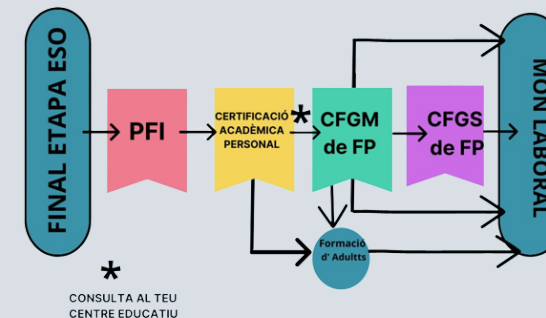 FINAL ETAPA ESO
PFI
CERTIFICACIÓ
ACADÈMICA
PERSONAL
*
CFGM
de FP
CFGS
de FP
MÓN LABORAL
Formació
d' Adultts
*
CONSULTA AL TEU
CENTRE EDUCATIU